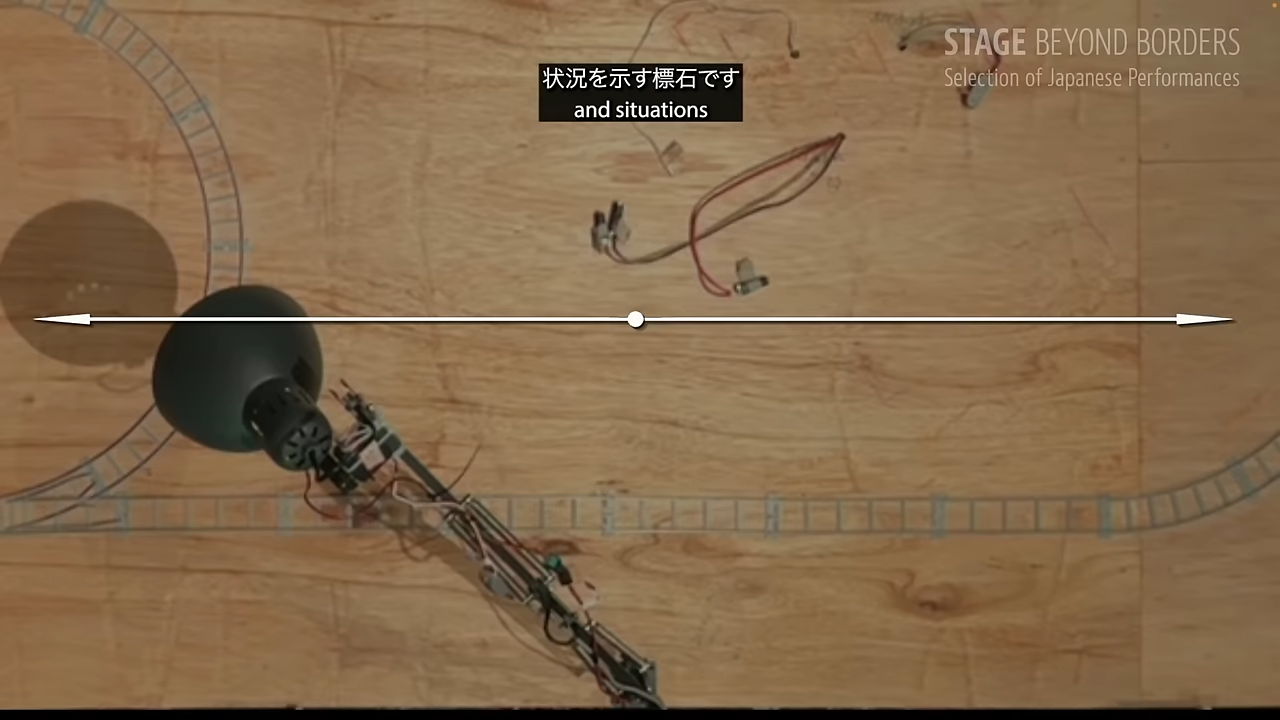 STAGE BEYOND BORDERS
Selection of Japanese Performances
状況を示す標石です
and situations